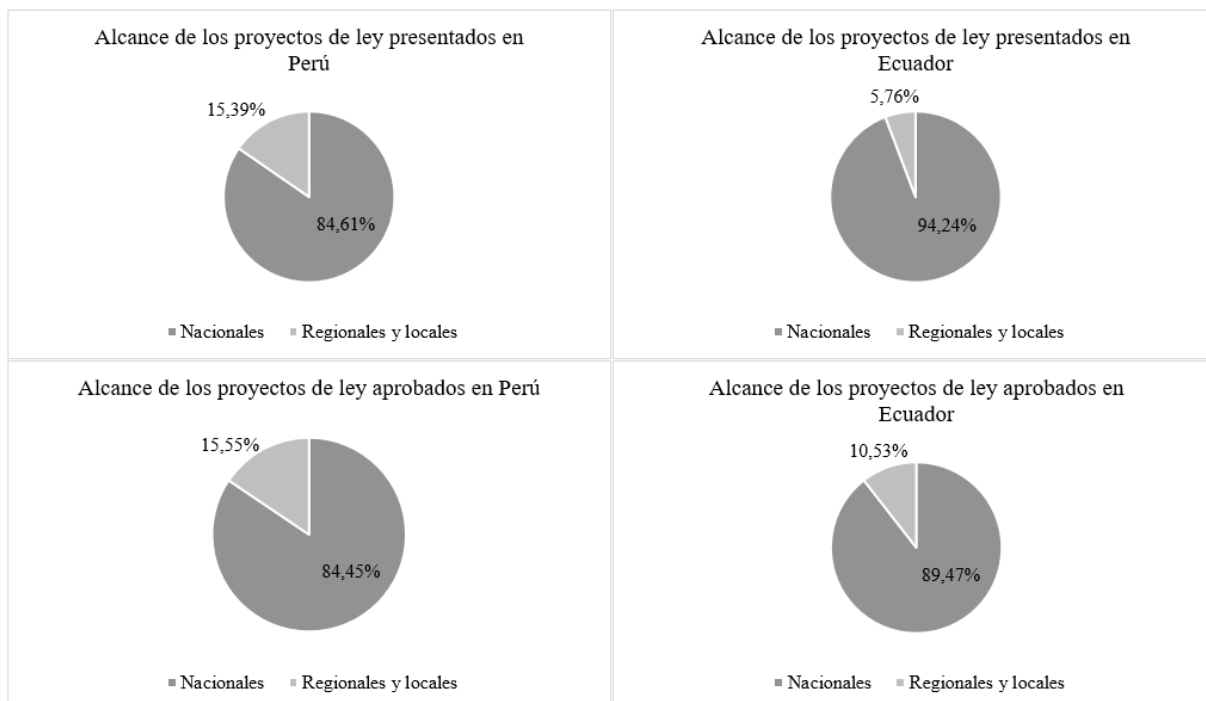 Alcance de los proyectos de ley presentados en
Perú
15,39%
84,61%
Nacionales Regionales y locales
Alcance de los proyectos de ley presentados en
Ecuador
5,76%
94,24%
Nacionales Regionales y locales
Alcance de los proyectos de ley aprobados en Perú
15,55%
84,45%
Nacionales Regionales y locales
Alcance de los proyectos de ley aprobados en
Ecuador
10,53%
89,47%
Nacionales Regionales y locales